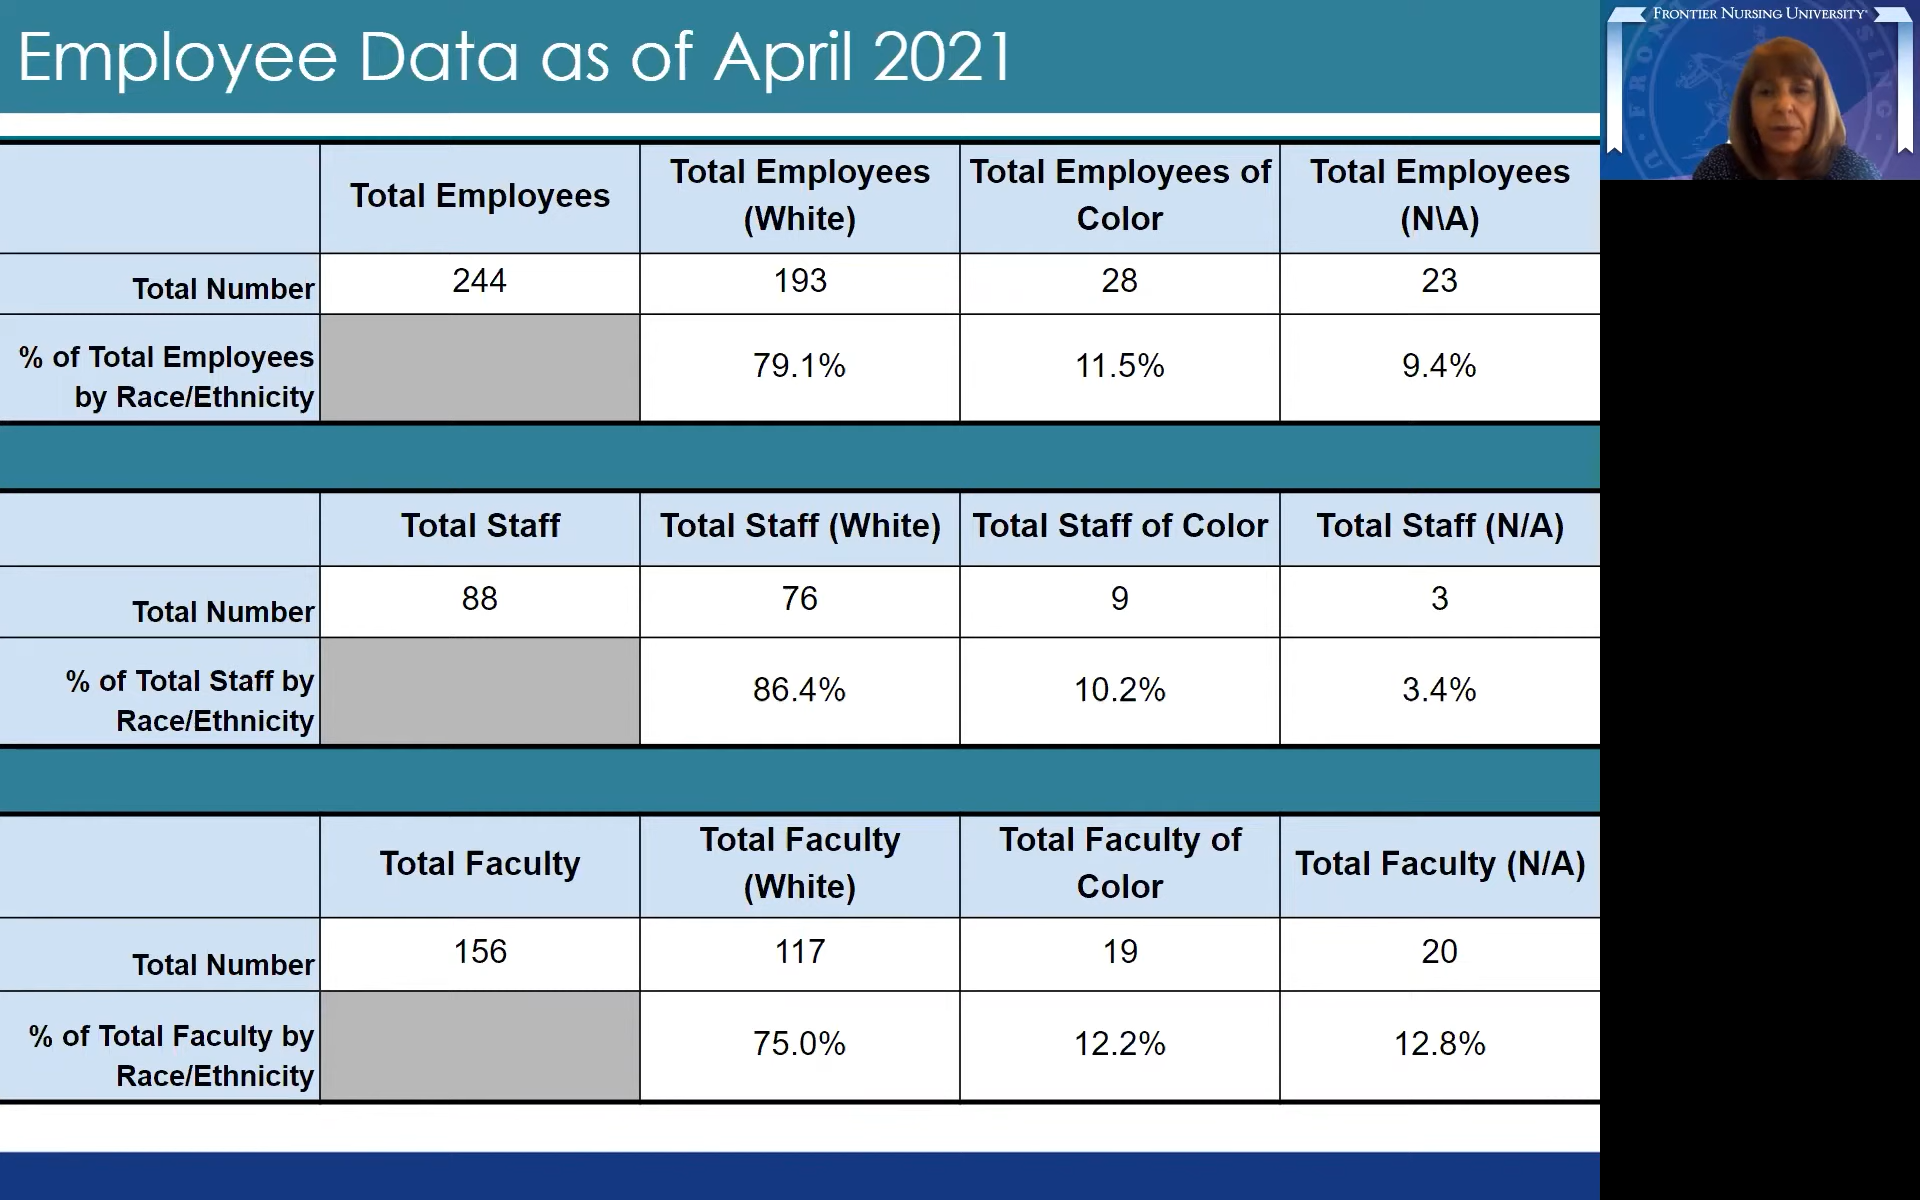 Employee Data as of April 2021
FRONTIER NURSING UNIVERSITY
Total Employees
Total Employees
(White)
Total Employees of
Color
Total Employees
(N\A)
Total Number
244
193
28
23
% of Total Employees
by Race/Ethnicity
79.1%
11.5%
9.4%
Total Staff
Total Staff (White)
Total Staff of Color
Total Staff (N/A)
Total Number
88
76
9
3
% of Total Staff by
Race/Ethnicity
86.4%
10.2%
3.4%
Total Faculty
Total Faculty
(White)
Total Faculty of
Color
Total Faculty (N/A)
Total Number
156
117
19
20
% of Total Faculty by
Race/Ethnicity
75.0%
12.2%
12.8%